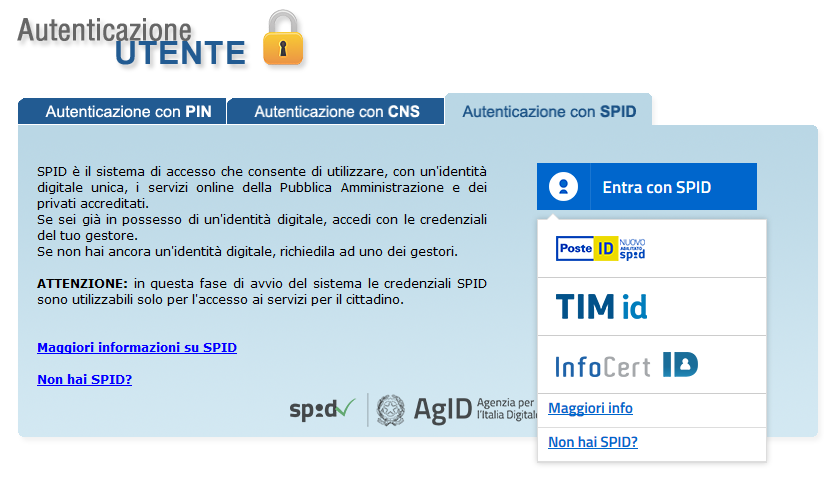 Autenticazione
UTENTE
Autenticazione con PIN
Autenticazione con CNS
Autenticazione con SPID
SPID è il sistema di accesso che consente di utilizzare, con un'identità
digitale unica, i servizi online della Pubblica Amministrazione e dei
privati accreditati.
Se sei già in possesso di un'identità digitale, accedi con le credenziali
del tuo gestore.
Se non hai ancora un'identità digitale, richiedila ad uno dei gestori.
ATTENZIONE: in questa fase di avvio del sistema le credenziali SPID
sono utilizzabili solo per l'accesso ai servizi per il cittadino.
Maggiori informazioni su SPID
Non hai SPID?
spid
AgID Agenzia per
l'Italia Digitale
Entra con SPID
Poste ID NUOVO
ABILITATO
spid
TIM id
InfoCert ID
Maggiori info
Non hai SPID?